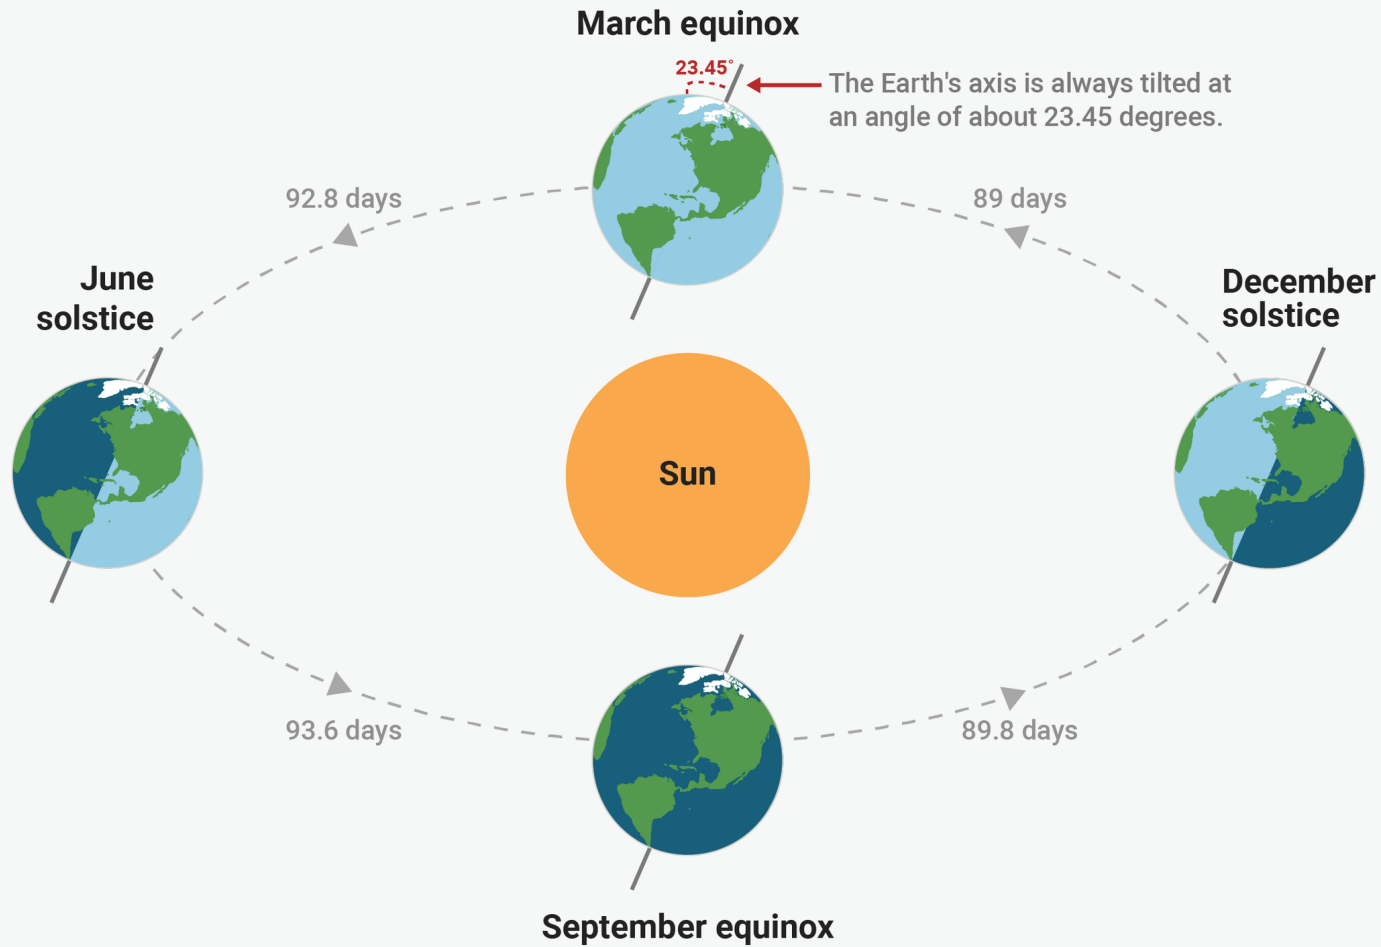 March equinox
23.45°
The Earth's axis is always tilted at
an angle of about 23.45 degrees.
92.8 days
89 days
June
solstice
December
solstice
Sun
93.6 days
89.8 days
September equinox